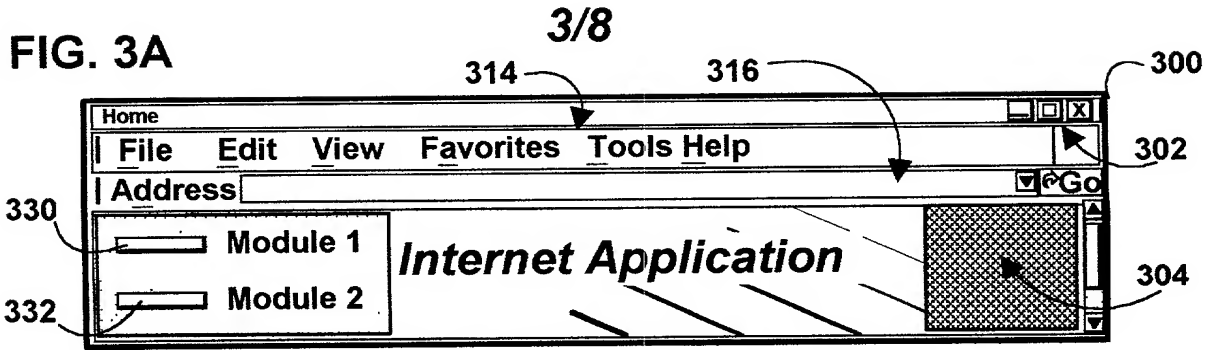 3/8
FIG. 3A
314
316
300
Home
X
File Edit View Favorites Tools Help
302
Address
Go
330
Module 1
Internet Application
304
Module 2
332